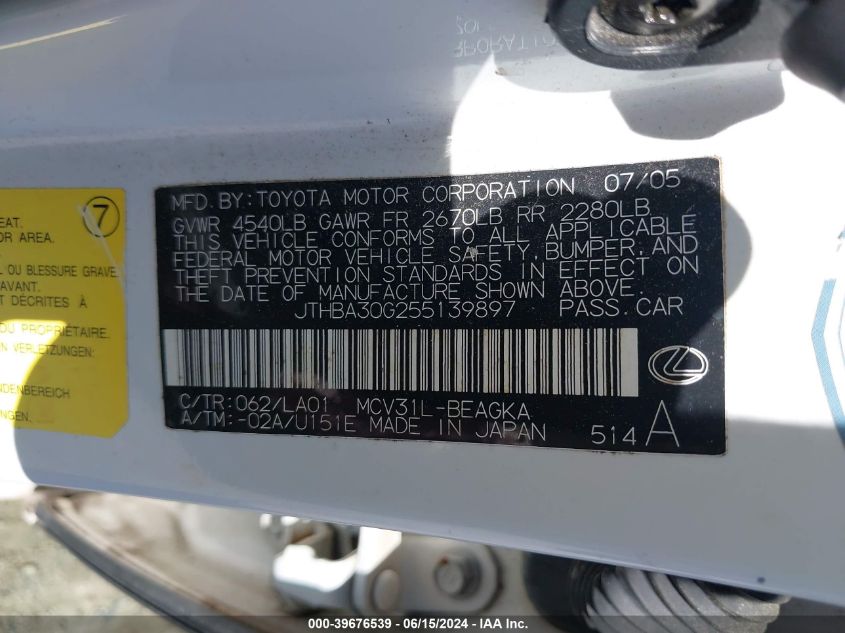 MFD. BY: TOYOTA MOTOR CORPORATION 07/05
GVWR 4540LB GAWR FR 2670LB RR 2280LB
THIS VEHICLE CONFORMS TO ALL APPLICABLE
FEDERAL MOTOR VEHICLE SAFETY, BUMPER, AND
THEFT PREVENTION STANDARDS IN EFFECT ON
THE DATE OF MANUFACTURE SHOWN ABOVE.
JTHBA30G255139897 PASS. CAR
C/TR: 062/LA01 MCV31L-BEAGKA
A/TM: -02A/U151E MADE IN JAPAN
514 A
7
EAT.
OR AREA.
L OU BLESSURE GRAVE
AVANT.
T DÉCRITES À
U PROPRIÉTAIRE.
VERLETZUNGEN:
NDENBEREICH
000-39676539 / 06/15/2024 / IAAI.COM